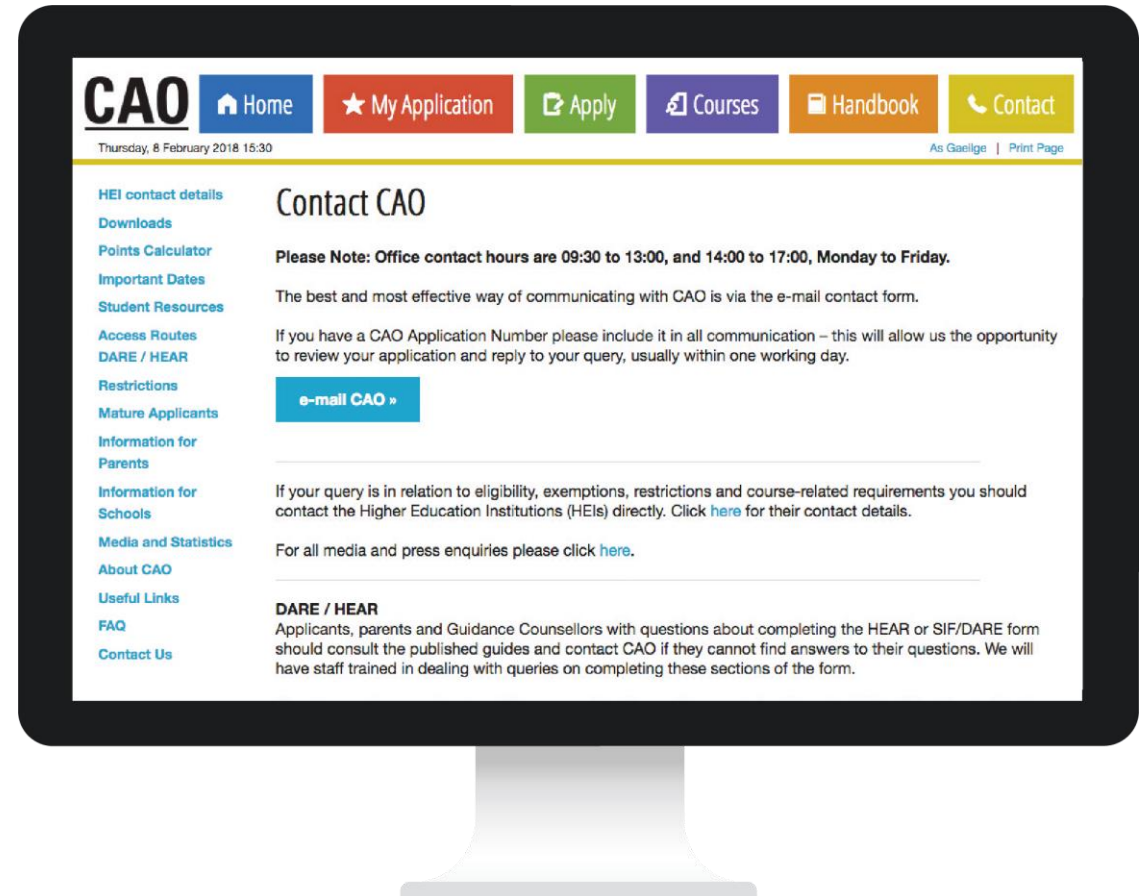 CAO Home My Application Apply Courses Handbook Contact
Thursday, 8 February 2018 15:30
As Gaeilge | Print Page
HEI contact details
Downloads
Points Calculator
Important Dates
Student Resources
Access Routes
DARE / HEAR
Restrictions
Mature Applicants
Information for
Parents
Information for
Schools
Media and Statistics
About CAO
Useful Links
FAQ
Contact Us
Contact CAO
Please Note: Office contact hours are 09:30 to 13:00, and 14:00 to 17:00, Monday to Friday.
The best and most effective way of communicating with CAO is via the e-mail contact form.
If you have a CAO Application Number please include it in all communication – this will allow us the opportunity
to review your application and reply to your query, usually within one working day.
e-mail CAO »
If your query is in relation to eligibility, exemptions, restrictions and course-related requirements you should
contact the Higher Education Institutions (HEIs) directly. Click here for their contact details.
For all media and press enquiries please click here.
DARE / HEAR
Applicants, parents and Guidance Counsellors with questions about completing the HEAR or SIF/DARE form
should consult the published guides and contact CAO if they cannot find answers to their questions. We will
have staff trained in dealing with queries on completing these sections of the form.